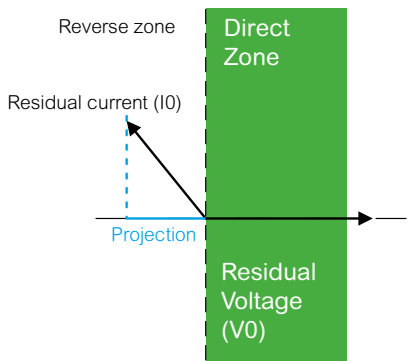 Reverse zone
Direct
Zone
Residual current (I0)
Projection
Residual
Voltage
(V0)